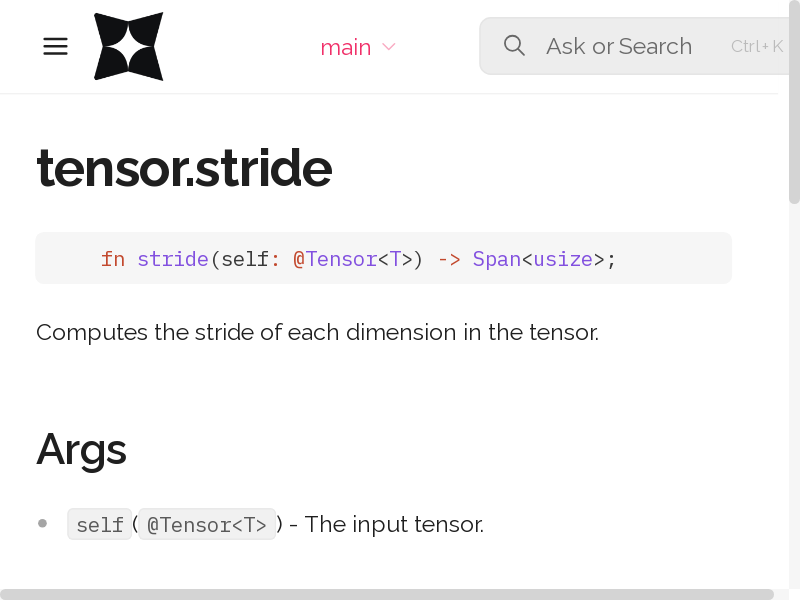 main
Ask or Search
Ctrl+K
tensor.stride
fn stride(self: @Tensor<T>) -> Span<usize>;
Computes the stride of each dimension in the tensor.
Args
self(@Tensor<T>) - The input tensor.